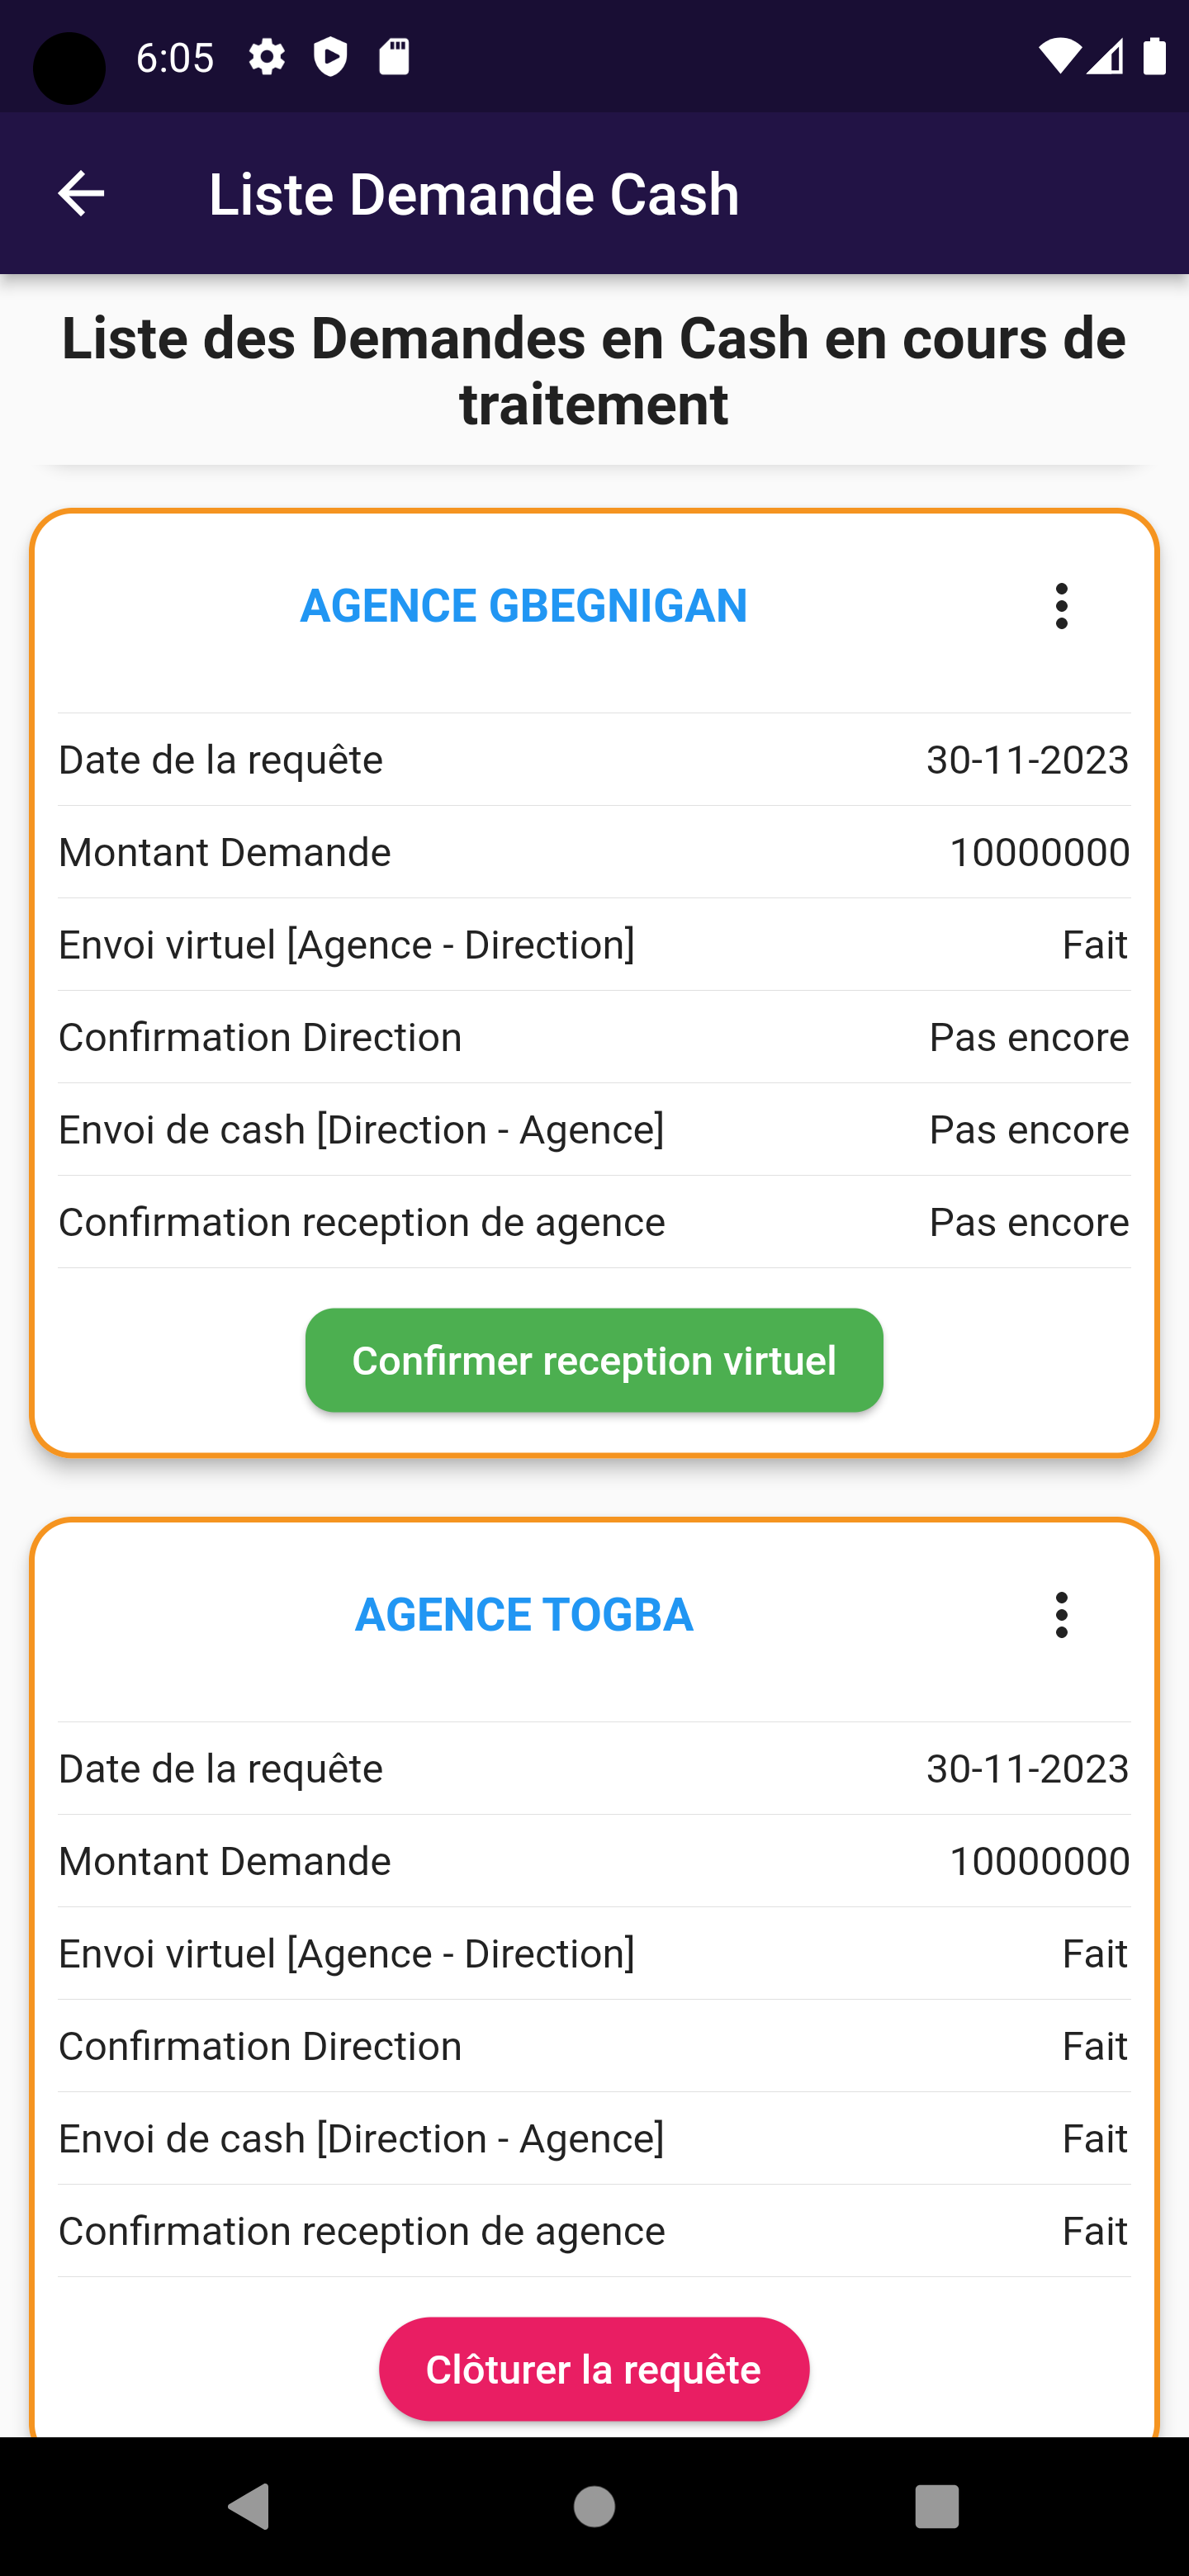 6:05
Liste Demande Cash
Liste des Demandes en Cash en cours de
traitement
AGENCE GBEGNIGAN
Date de la requête 30-11-2023
Montant Demande 10000000
Envoi virtuel [Agence - Direction] Fait
Confirmation Direction Pas encore
Envoi de cash [Direction - Agence] Pas encore
Confirmation reception de agence Pas encore
Confirmer reception virtuel
AGENCE TOGBA
Date de la requête 30-11-2023
Montant Demande 10000000
Envoi virtuel [Agence - Direction] Fait
Confirmation Direction Fait
Envoi de cash [Direction - Agence] Fait
Confirmation reception de agence Fait
Clôturer la requête